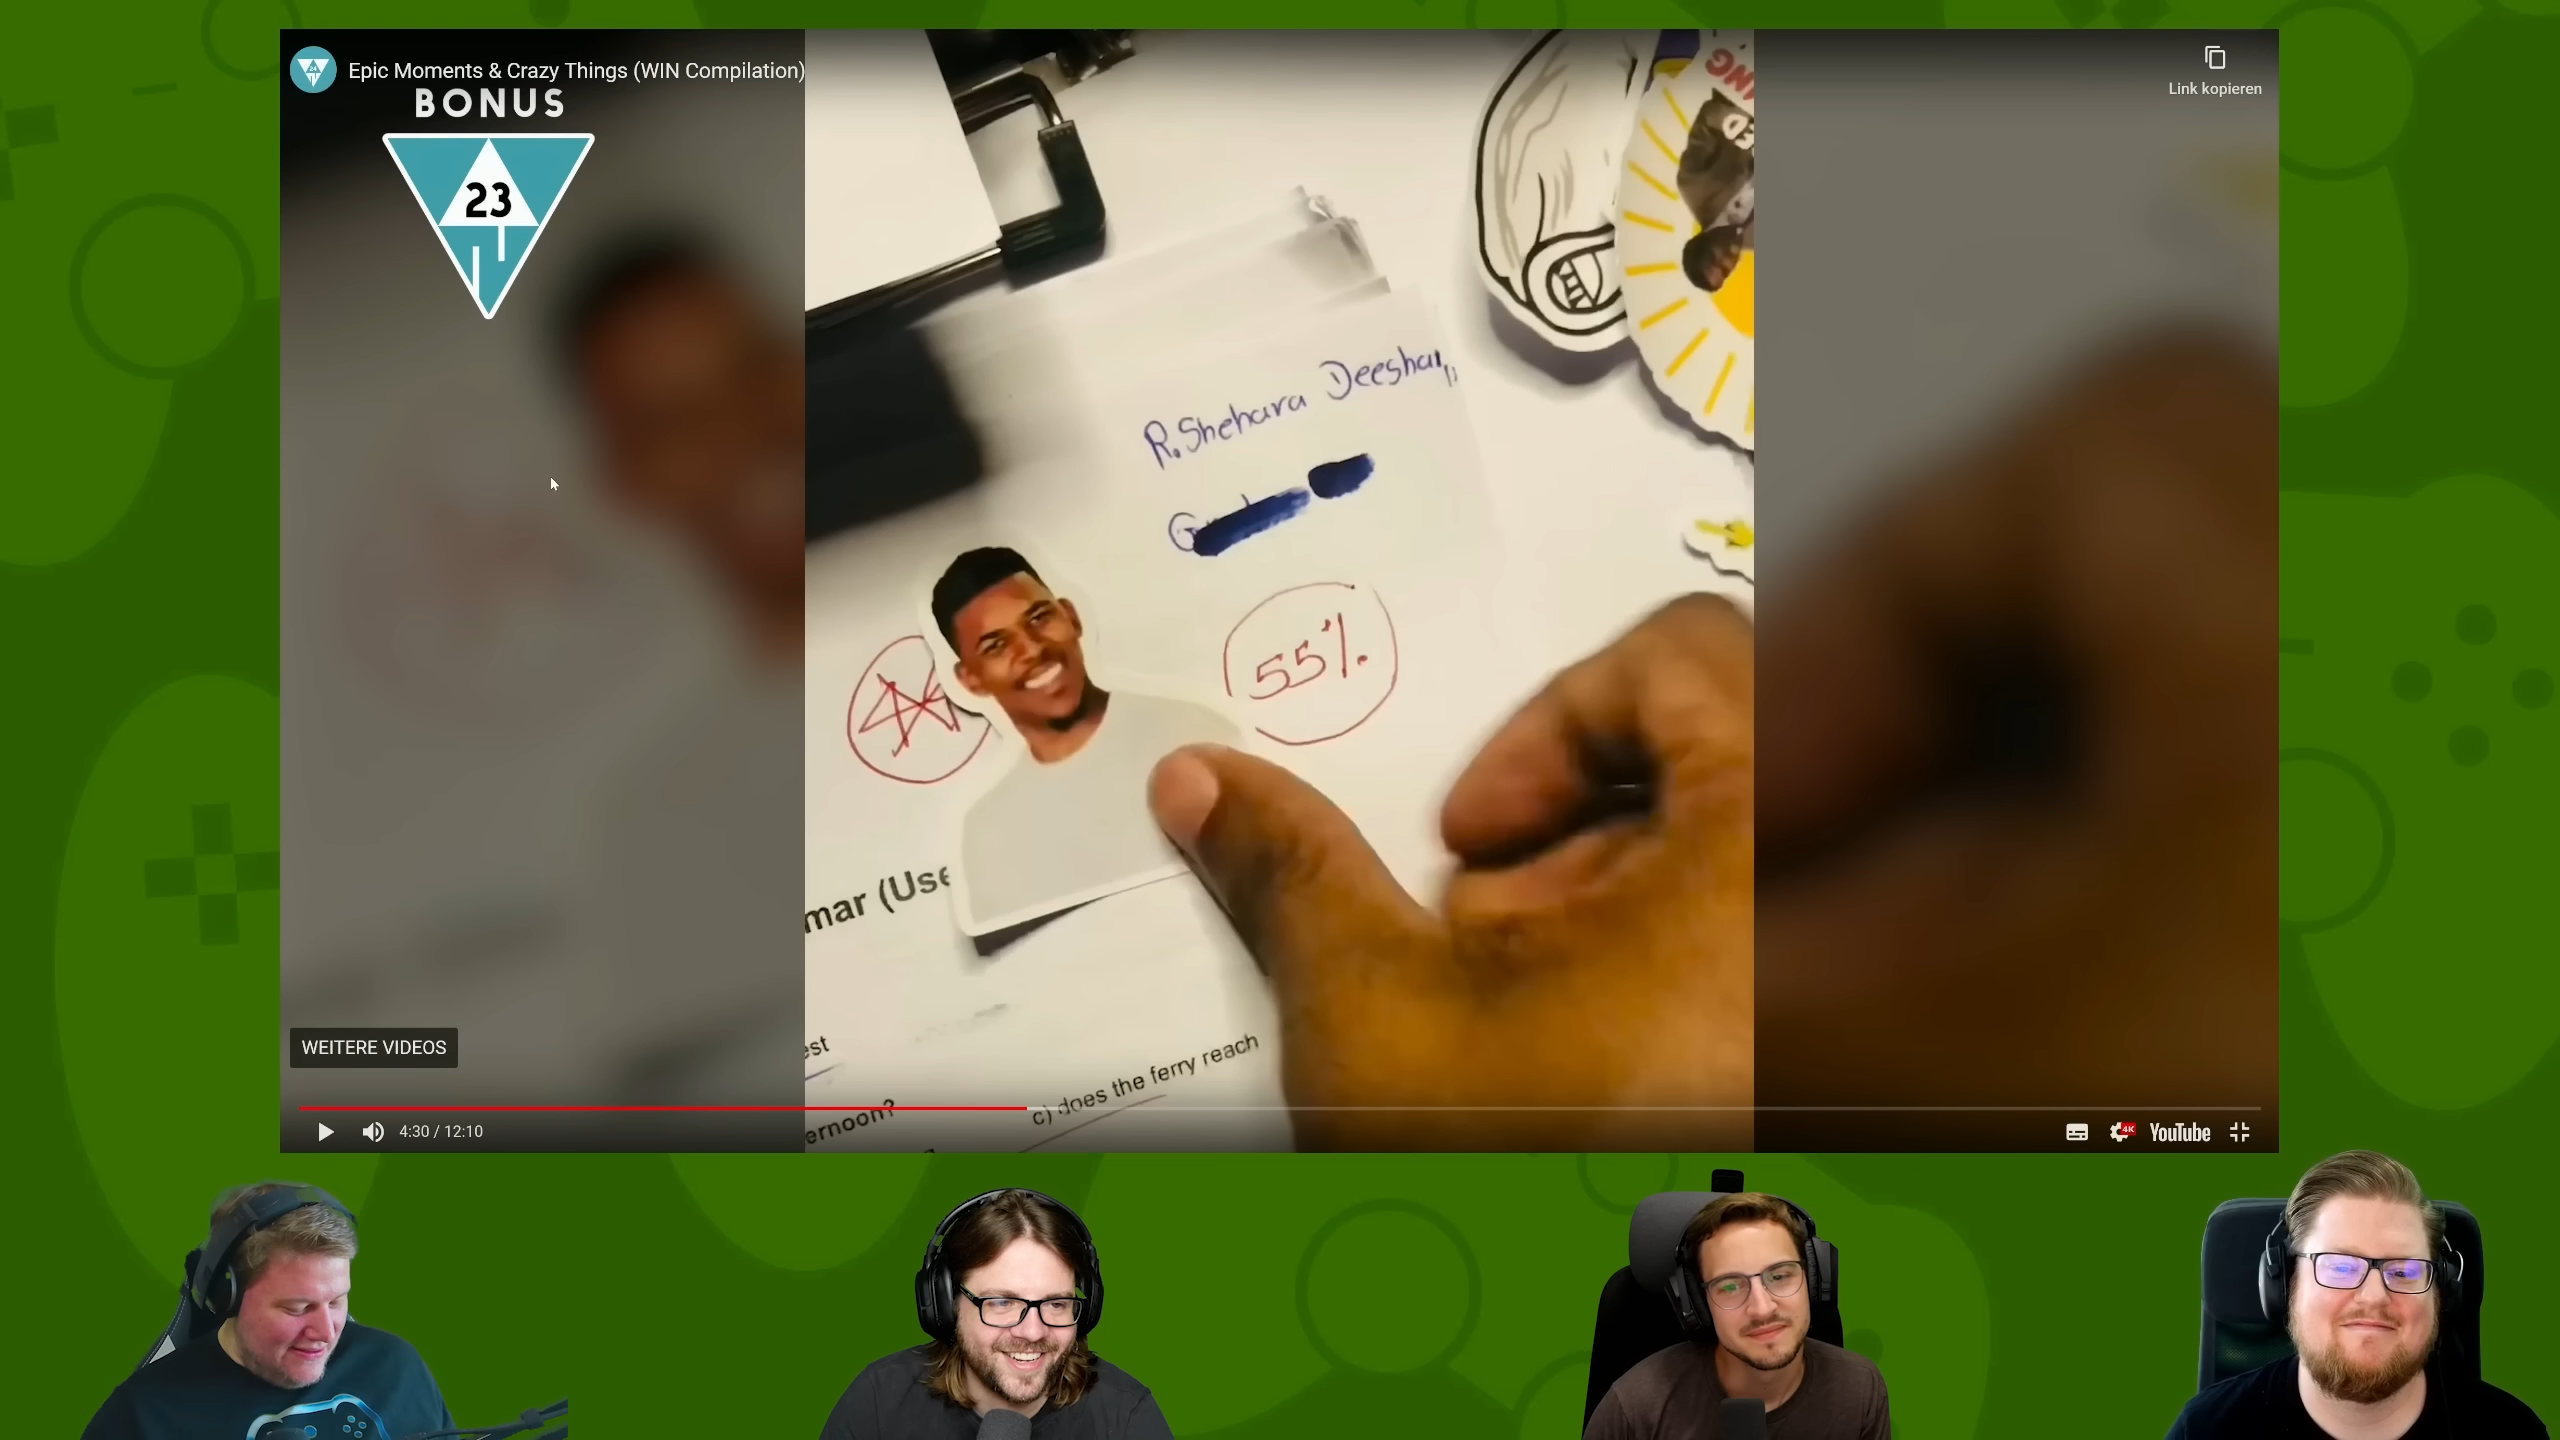 Epic Moments & Crazy Things (WIN Compilation)
Link kopieren
BONUS
23
R. Shehara
55%
mar (Use
est
c) does the ferry reach
ernoon?
WEITERE VIDEOS
4:30 / 12:10
4K
YouTube